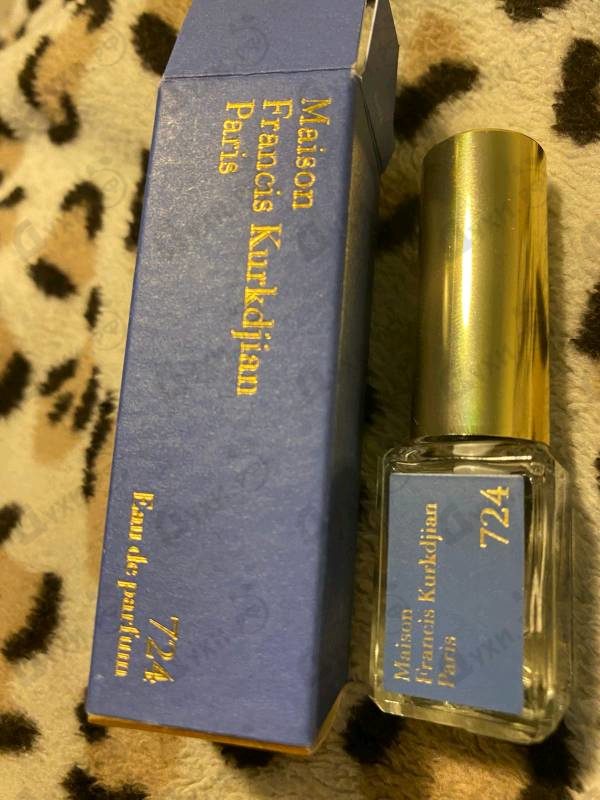 Maison
Francis Kurkdjian
Paris
724
Eau de parfum
Maison
Francis Kurkdjian
Paris
724